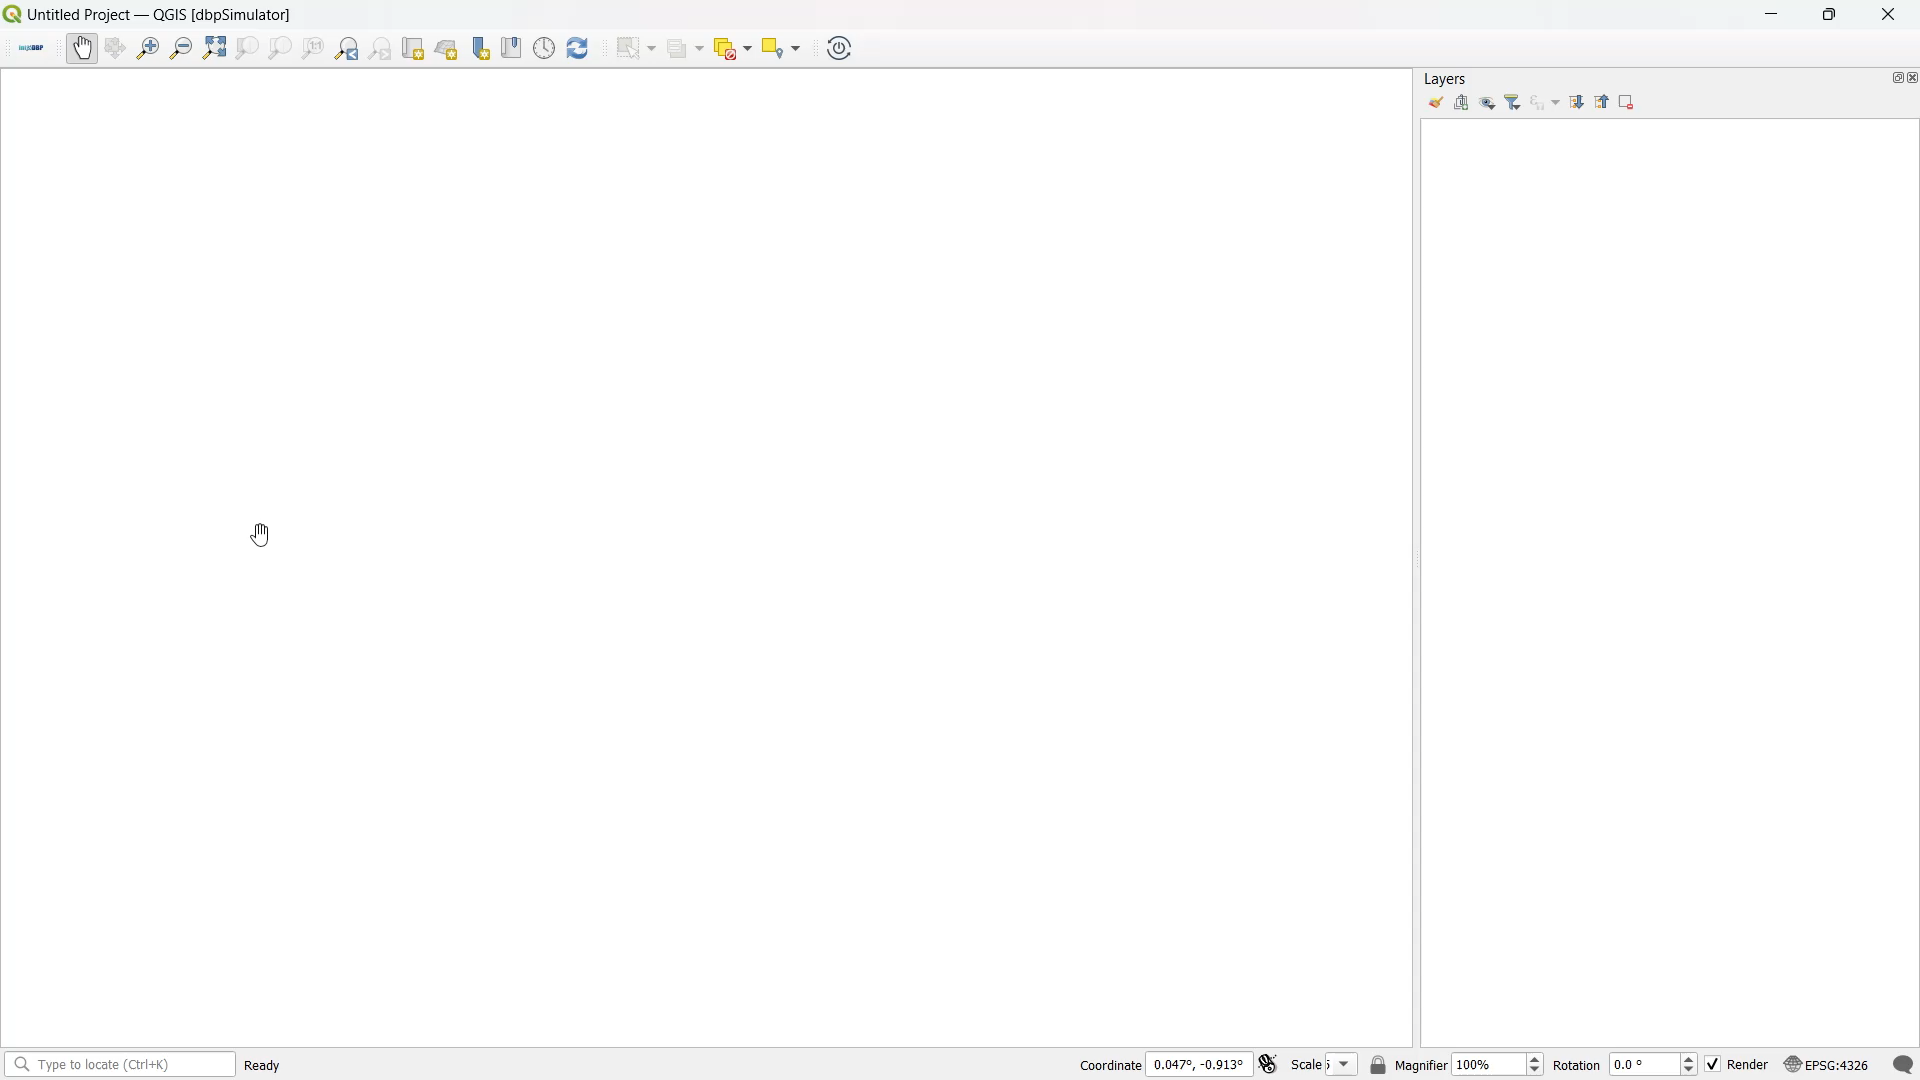 Untitled Project — QGIS [dbpSimulator]
Layers
Type to locate (Ctrl+K)
Ready
Coordinate 0.047°, -0.913°
Scale
Magnifier 100%
Rotation 0.0 °
Render
EPSG:4326